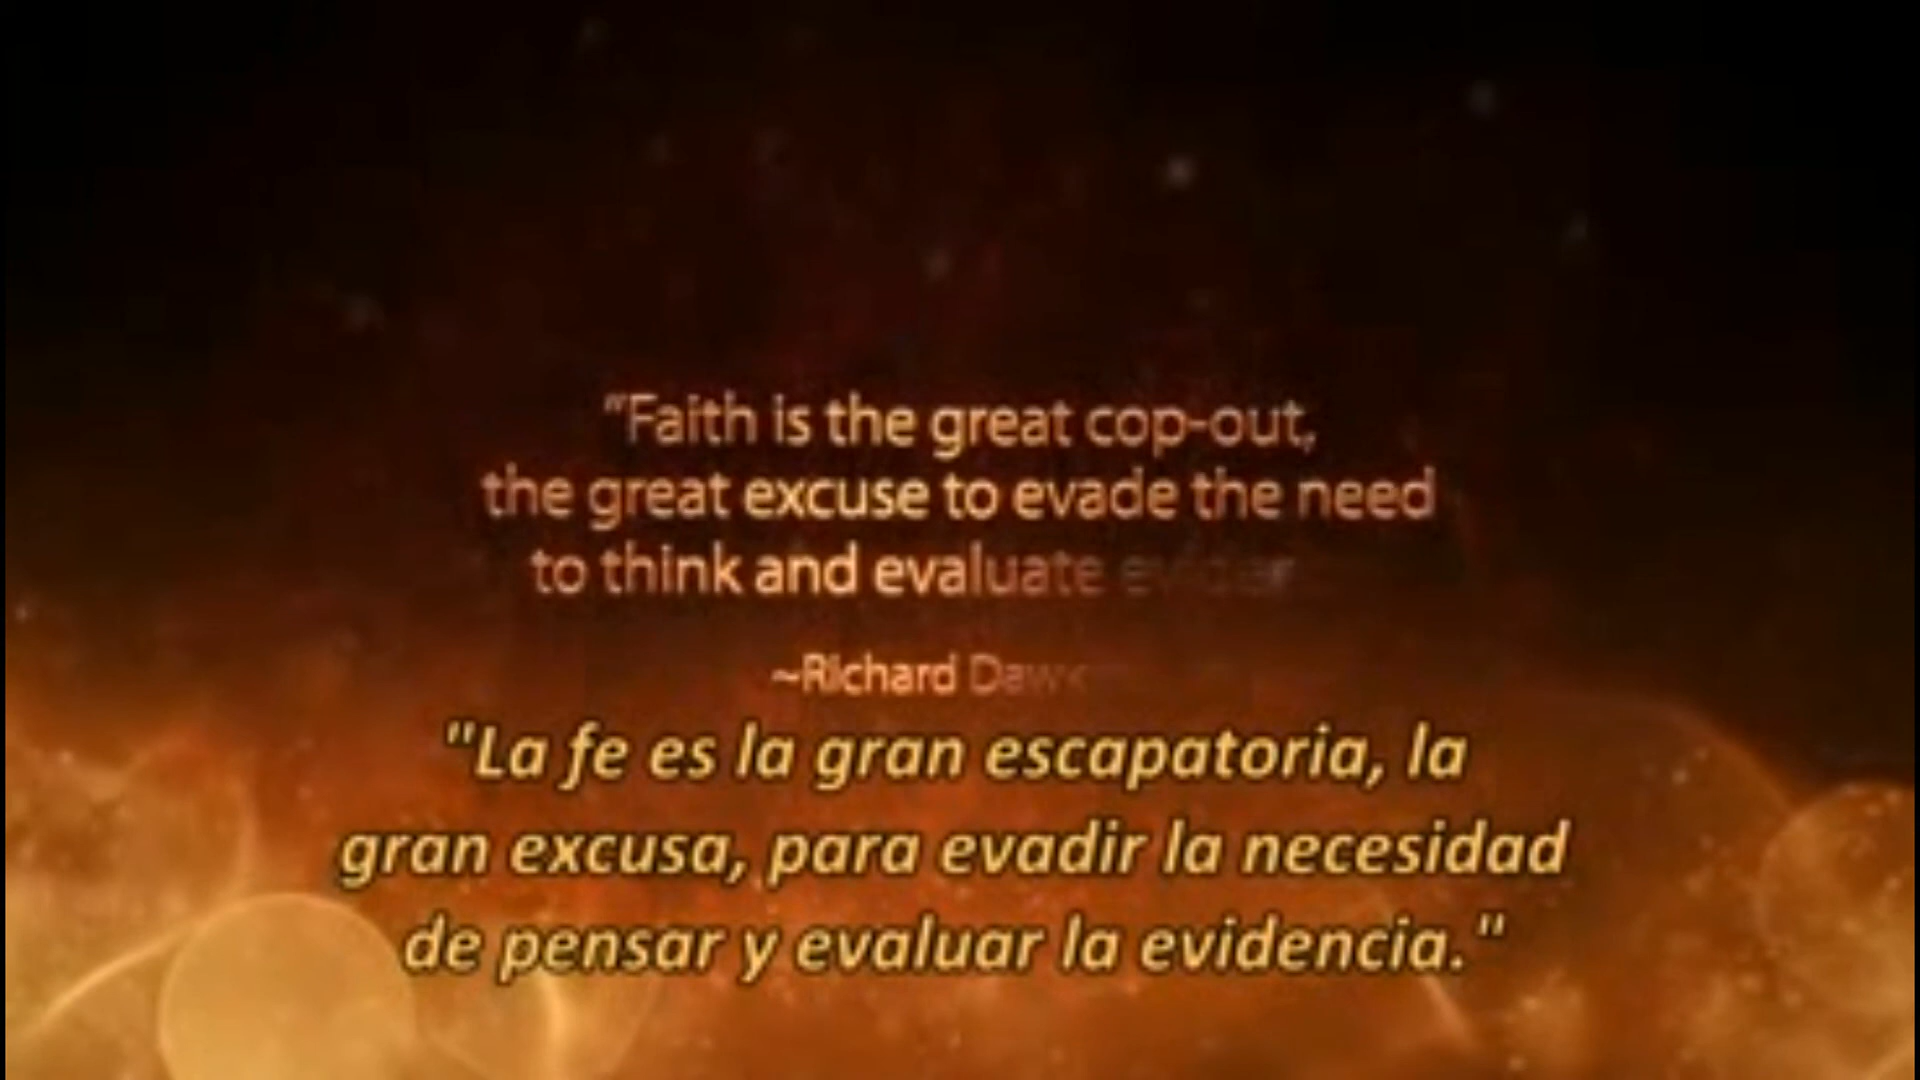 "Faith is the great cop-out,
the great excuse to evade the need
to think and evaluate
~Richard
"La fe es la gran escapatoria, la
gran excusa, para evadir la necesidad
de pensar y evaluar la evidencia."